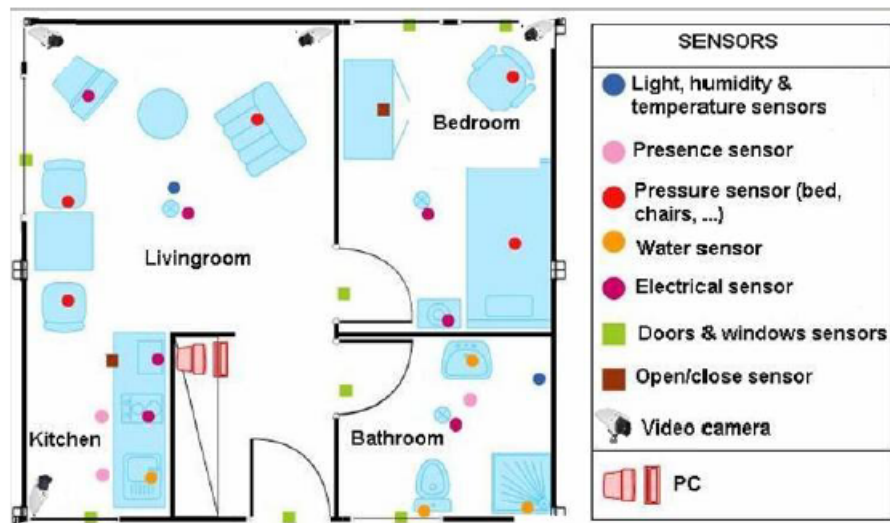 Livingroom
Kitchen
Bedroom
Bathroom
SENSORS
Light, humidity &
temperature sensors
Presence sensor
Pressure sensor (bed,
chairs, ...)
Water sensor
Electrical sensor
Doors & windows sensors
Open/close sensor
Video camera
PC